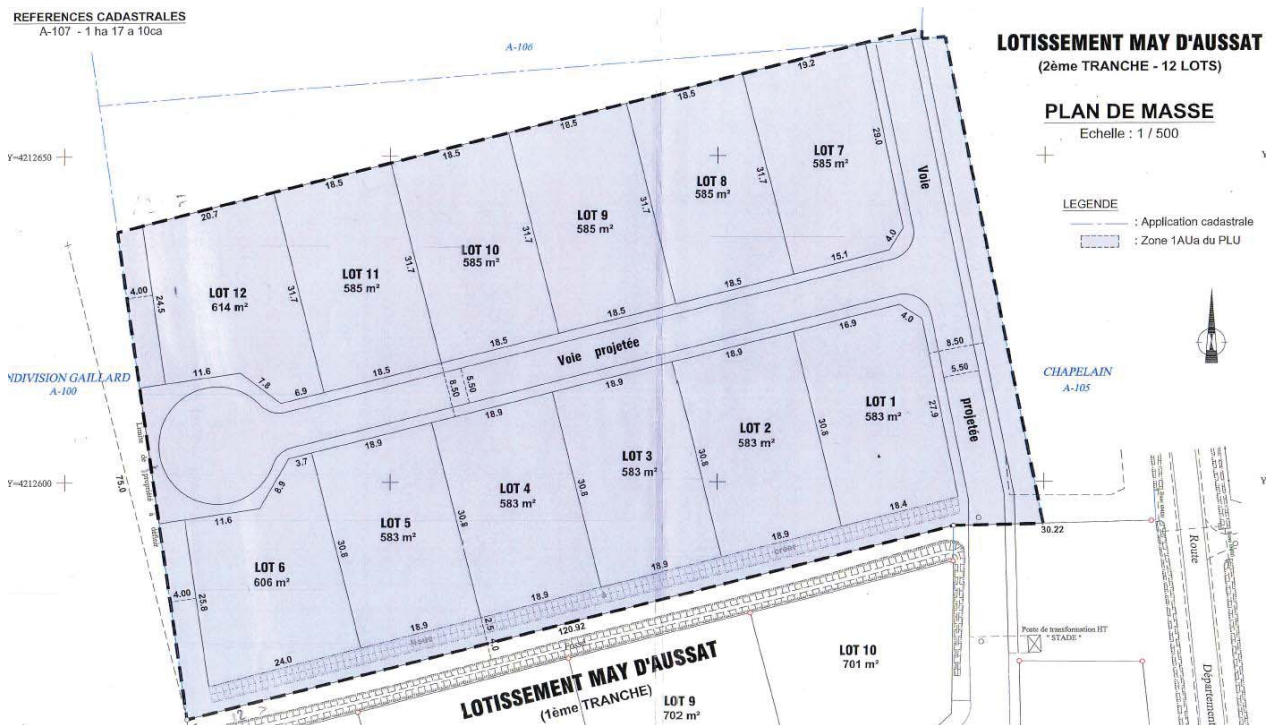 REFERENCES CADASTRALES
A-107 - 1 ha 17 a 10ca
A-106
LOTISSEMENT MAY D'AUSSAT
(2ème TRANCHE - 12 LOTS)
PLAN DE MASSE
Echelle : 1 / 500
LEGENDE
: Application cadastrale
: Zone 1AUa du PLU
Y=4212650
20.7
18.5
18.5
18.5
18.5
19.2
LOT 12
614 m²
LOT 11
585 m²
LOT 10
585 m²
LOT 9
585 m²
LOT 8
585 m²
LOT 7
585 m²
4.00
24.5
31.7
31.7
31.7
31.7
31.7
29.0
Voie
11.6
7.8
6.9
18.5
18.5
18.5
18.5
15.1
4.0
Voie projetée
8.50
5.50
8.50
5.50
projetée
NDIVISION GAILLARD
A-100
CHAPELAIN
A-105
Limite de propriété à définir
75.0
Y=4212600
11.6
8.9
3.7
18.9
18.9
18.9
18.9
16.9
4.0
LOT 6
606 m²
LOT 5
583 m²
LOT 4
583 m²
LOT 3
583 m²
LOT 2
583 m²
LOT 1
583 m²
4.00
25.8
30.8
30.8
30.8
30.8
30.8
27.9
24.0
18.9
18.9
18.9
18.9
18.4
2.5
4.0
120.92
30.22
Noue
à
créer
Fossé
LOTISSEMENT MAY D'AUSSAT
(1ème TRANCHE)
LOT 9
702 m²
LOT 10
701 m²
Poste de transformation HT
" STADE "
Route